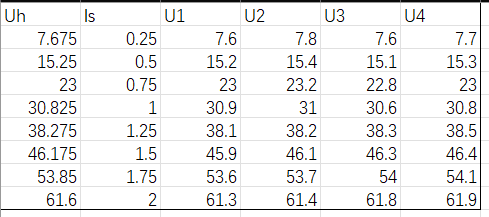 Uh Is U1 U2 U3 U4
7.675 0.25 7.6 7.8 7.6 7.7
15.25 0.5 15.2 15.4 15.1 15.3
23 0.75 23 23.2 22.8 23
30.825 1 30.9 31 30.6 30.8
38.275 1.25 38.1 38.2 38.3 38.5
46.175 1.5 45.9 46.1 46.3 46.4
53.85 1.75 53.6 53.7 54 54.1
61.6 2 61.3 61.4 61.8 61.9